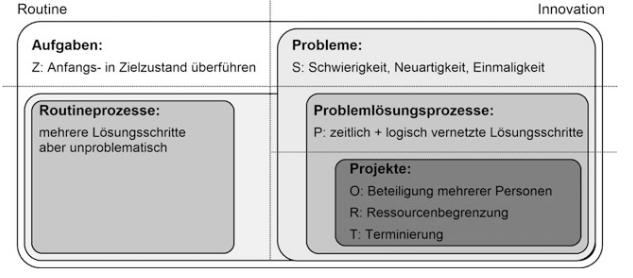 Routine
Innovation
Aufgaben:
Z: Anfangs- in Zielzustand überführen
Probleme:
S: Schwierigkeit, Neuartigkeit, Einmaligkeit
Routineprozesse:
mehrere Lösungsschritte
aber unproblematisch
Problemlösungsprozesse:
P: zeitlich + logisch vernetzte Lösungsschritte
Projekte:
O: Beteiligung mehrerer Personen
R: Ressourcenbegrenzung
T: Terminierung